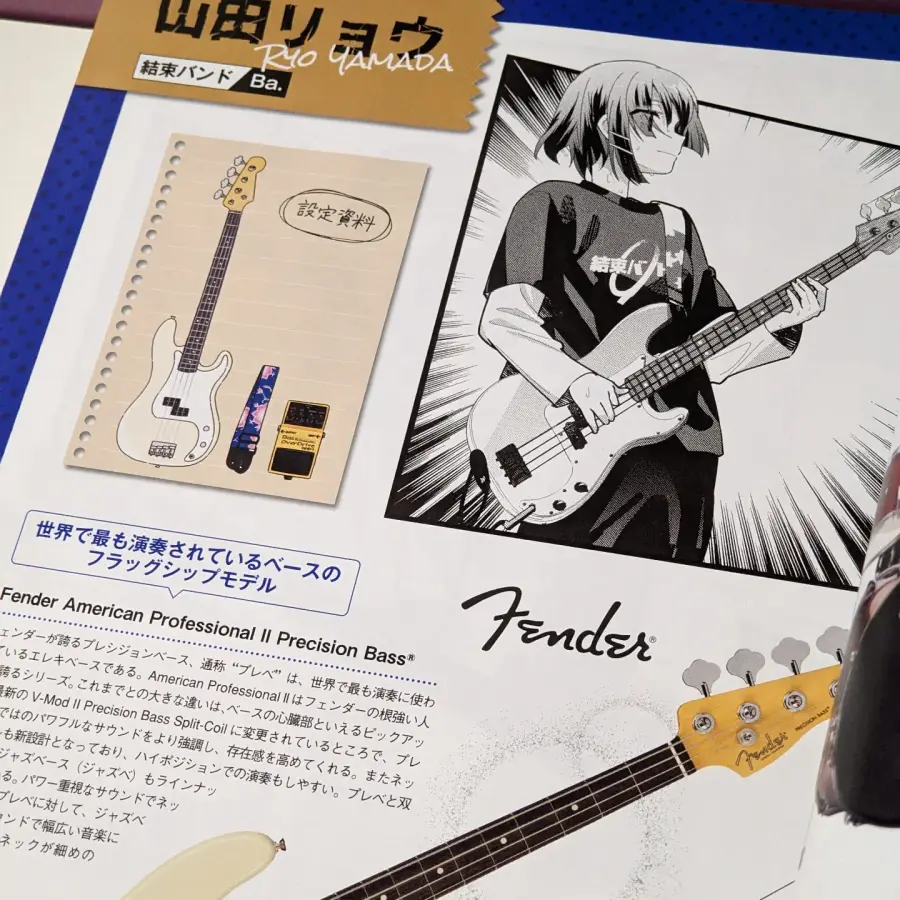 山田リョウ
RYO YAMADA
結束バンド Ba.
設定資料
結束バンド
世界で最も演奏されているベースの
フラッグシップモデル
Fender American Professional II Precision Bass®
Fender®
ェンダーが誇るプレシジョンベース、通称“プレベ”は、世界で最も演奏に使わ
ているエレキベースである。American Professional IIはフェンダーの根強い人
誇るシリーズ。これまでとの大きな違いは、ベースの心臓部といえるピックアッ
最新の V-Mod II Precision Bass Split-Coil に変更されているところで、プレ
ではのパワフルなサウンドをより強調し、存在感を高めてくれる。またネッ
も新設計となっており、ハイポジションでの演奏もしやすい。プレベと双
ジャズベース（ジャズベ）もラインナッ
る。パワー重視なサウンドでネッ
プレベに対して、ジャズベ
ウンドで幅広い音楽に
ネックが細めの
Fender
PRECISION BASS